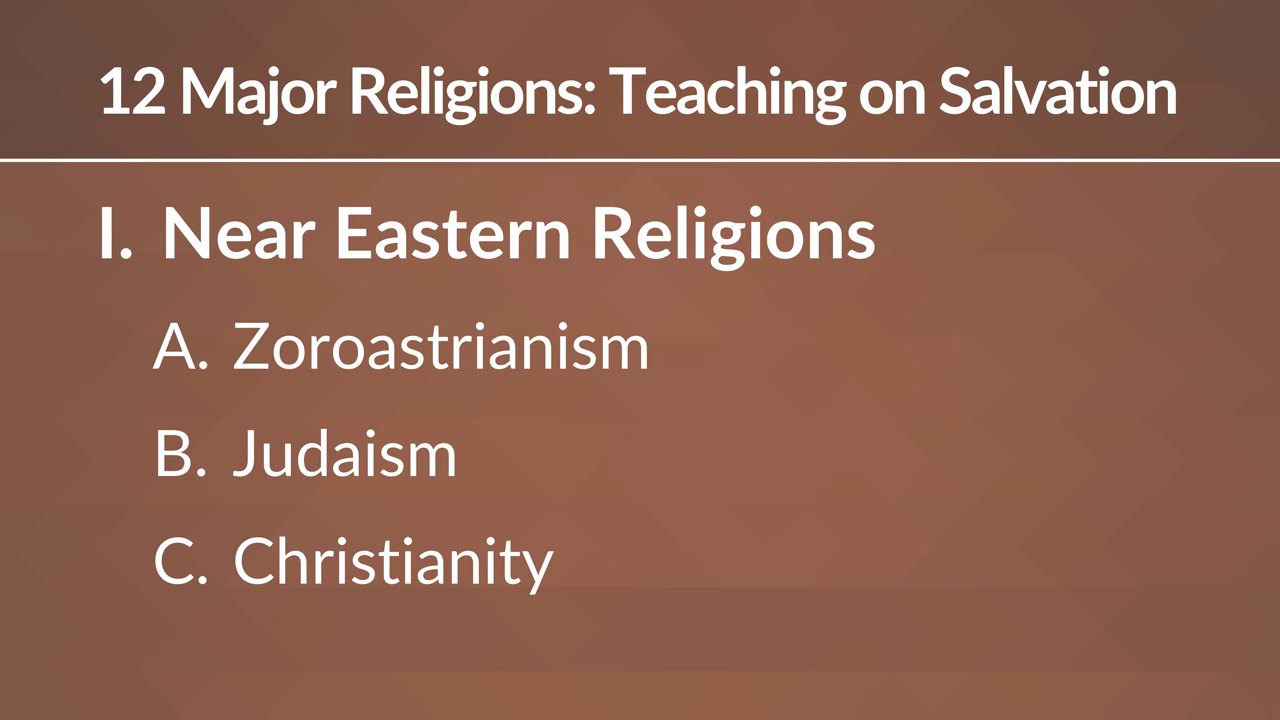 12 Major Religions: Teaching on Salvation
I. Near Eastern Religions
A. Zoroastrianism
B. Judaism
C. Christianity